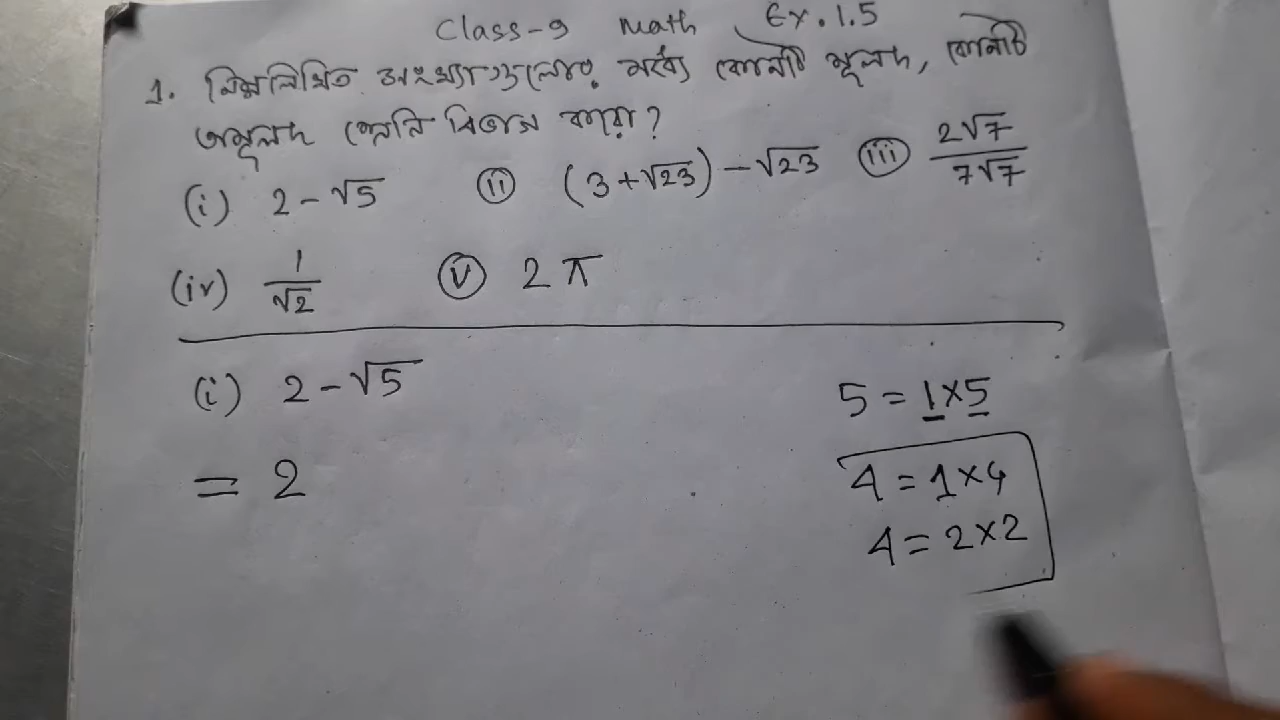 Class-9 Math Ex. 1.5
1. নিম্নলিখিত সংখ্যাগুলোর মধ্যে কোনটি মূলদ, কোনটি
অমূলদ শ্রেণি বিভাগ করো?
(i) 2-√5 (ii) (3+√23)-√23 (iii) 2√7/7√7
(iv) 1/√2 (v) 2π
(i) 2-√5
= 2
5 = 1×5
4 = 1×4
4 = 2×2